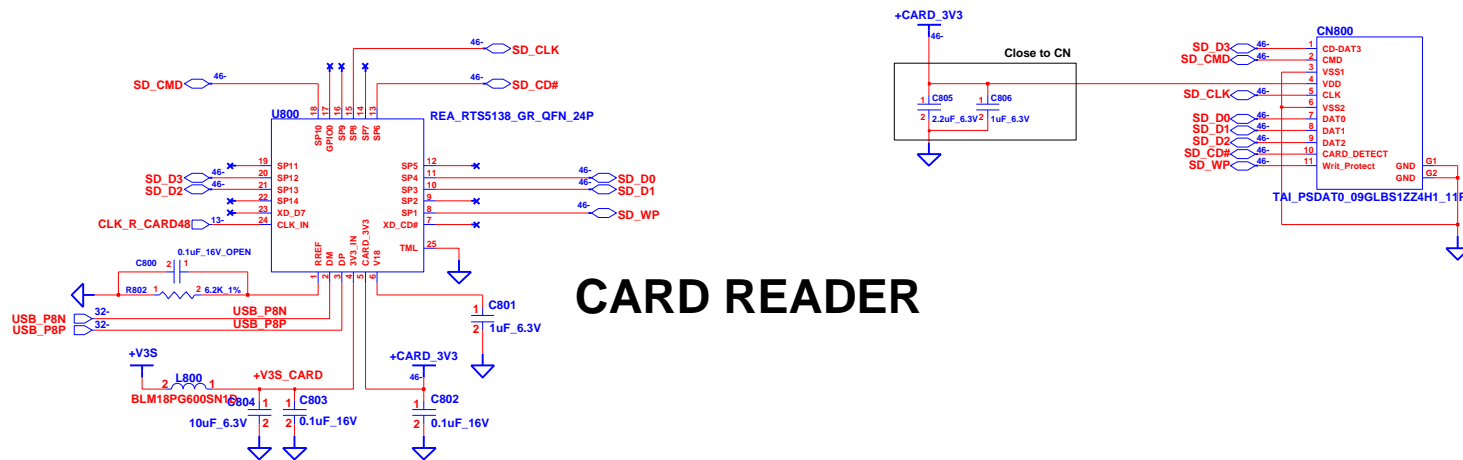 +CARD_3V3
46-
Close to CN
C805
1
2
2.2uF_6.3V
C806
1
2
1uF_6.3V
CN800
SD_D3 46- 1 CD-DAT3
SD_CMD 46- 2 CMD
3 VSS1
4 VDD
SD_CLK 46- 5 CLK
6 VSS2
SD_D0 46- 7 DAT0
SD_D1 46- 8 DAT1
SD_D2 46- 9 DAT2
SD_CD# 46- 10 CARD_DETECT
SD_WP 46- 11 Writ_Protect
GND G1
GND G2
TAI_PSDAT0_09GLBS1ZZ4H1_11P
46- SD_CLK
SD_CMD 46-
46- SD_CD#
U800
REA_RTS5138_GR_QFN_24P
18 17 16 15 14 13
SP10 GPIO0 SP9 SP8 SP7 SP6
19 SP11
SD_D3 46- 20 SP12
SD_D2 46- 21 SP13
22 SP14
23 XD_D7
CLK_R_CARD48 13- 24 CLK_IN
SP5 12
SP4 11 46- SD_D0
SP3 10 46- SD_D1
SP2 9
SP1 8 46- SD_WP
XD_CD# 7
TML 25
RREF DM DP 3V3_IN CARD_3V3 V18
1 2 3 4 5 6
0.1uF_16V_OPEN
C800 2 1
R802 1 2 6.2K_1%
USB_P8N 32- USB_P8N
USB_P8P 32- USB_P8P
CARD READER
C801
1
2
1uF_6.3V
+V3S
L800
2 1
BLM18PG600SN1D
+V3S_CARD
C804
1
2
10uF_6.3V
C803
1
2
0.1uF_16V
+CARD_3V3
46-
C802
1
2
0.1uF_16V